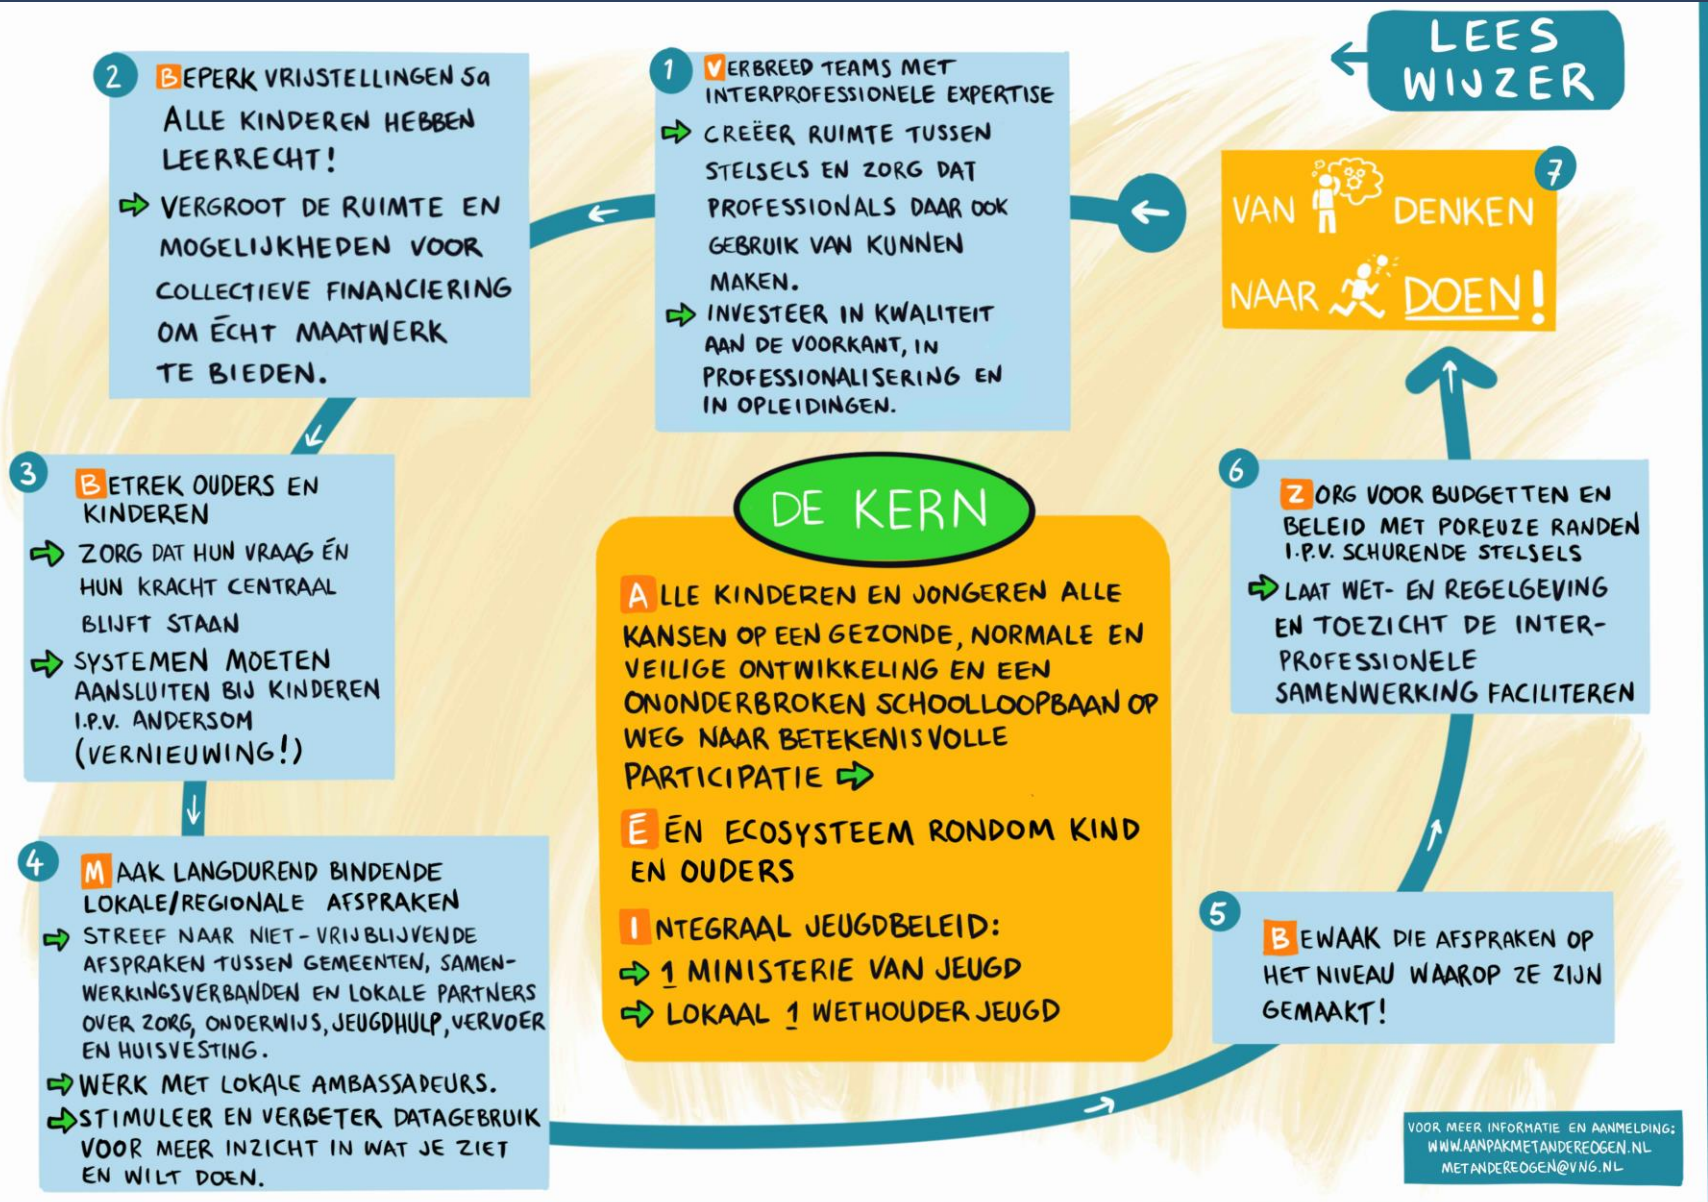 LEES
WIJZER
1
VERBREED TEAMS MET
INTERPROFESSIONELE EXPERTISE
CREËER RUIMTE TUSSEN
STELSELS EN ZORG DAT
PROFESSIONALS DAAR OOK
GEBRUIK VAN KUNNEN
MAKEN.
INVESTEER IN KWALITEIT
AAN DE VOORKANT, IN
PROFESSIONALISERING EN
IN OPLEIDINGEN.
2
BEPERK VRIJSTELLINGEN 5a
ALLE KINDEREN HEBBEN
LEERRECHT!
VERGROOT DE RUIMTE EN
MOGELIJKHEDEN VOOR
COLLECTIEVE FINANCIERING
OM ÉCHT MAATWERK
TE BIEDEN.
3
BETREK OUDERS EN
KINDEREN
ZORG DAT HUN VRAAG ÉN
HUN KRACHT CENTRAAL
BLIJFT STAAN
SYSTEMEN MOETEN
AANSLUITEN BIJ KINDEREN
I.P.V. ANDERSOM
(VERNIEUWING!)
4
MAAK LANGDUREND BINDENDE
LOKALE/REGIONALE AFSPRAKEN
STREEF NAAR NIET-VRIJBLIJVENDE
AFSPRAKEN TUSSEN GEMEENTEN, SAMEN-
WERKINGSVERBANDEN EN LOKALE PARTNERS
OVER ZORG, ONDERWIJS, JEUGDHULP, VERVOER
EN HUISVESTING.
WERK MET LOKALE AMBASSADEURS.
STIMULEER EN VERBETER DATAGEBRUIK
VOOR MEER INZICHT IN WAT JE ZIET
EN WILT DOEN.
5
BEWAAK DIE AFSPRAKEN OP
HET NIVEAU WAAROP ZE ZIJN
GEMAAKT!
6
ZORG VOOR BUDGETTEN EN
BELEID MET POREUZE RANDEN
I.P.V. SCHURENDE STELSELS
LAAT WET- EN REGELGEVING
EN TOEZICHT DE INTER-
PROFESSIONELE
SAMENWERKING FACILITEREN
7
VAN DENKEN
NAAR DOEN!
DE KERN
ALLE KINDEREN EN JONGEREN ALLE
KANSEN OP EEN GEZONDE, NORMALE EN
VEILIGE ONTWIKKELING EN EEN
ONONDERBROKEN SCHOOLLOOPBAAN OP
WEG NAAR BETEKENISVOLLE
PARTICIPATIE
ÉÉN ECOSYSTEEM RONDOM KIND
EN OUDERS
INTEGRAAL JEUGDBELEID:
1 MINISTERIE VAN JEUGD
LOKAAL 1 WETHOUDER JEUGD
VOOR MEER INFORMATIE EN AANMELDING:
WWW.AANPAKMETANDEREOGEN.NL
METANDEREOGEN@VNG.NL